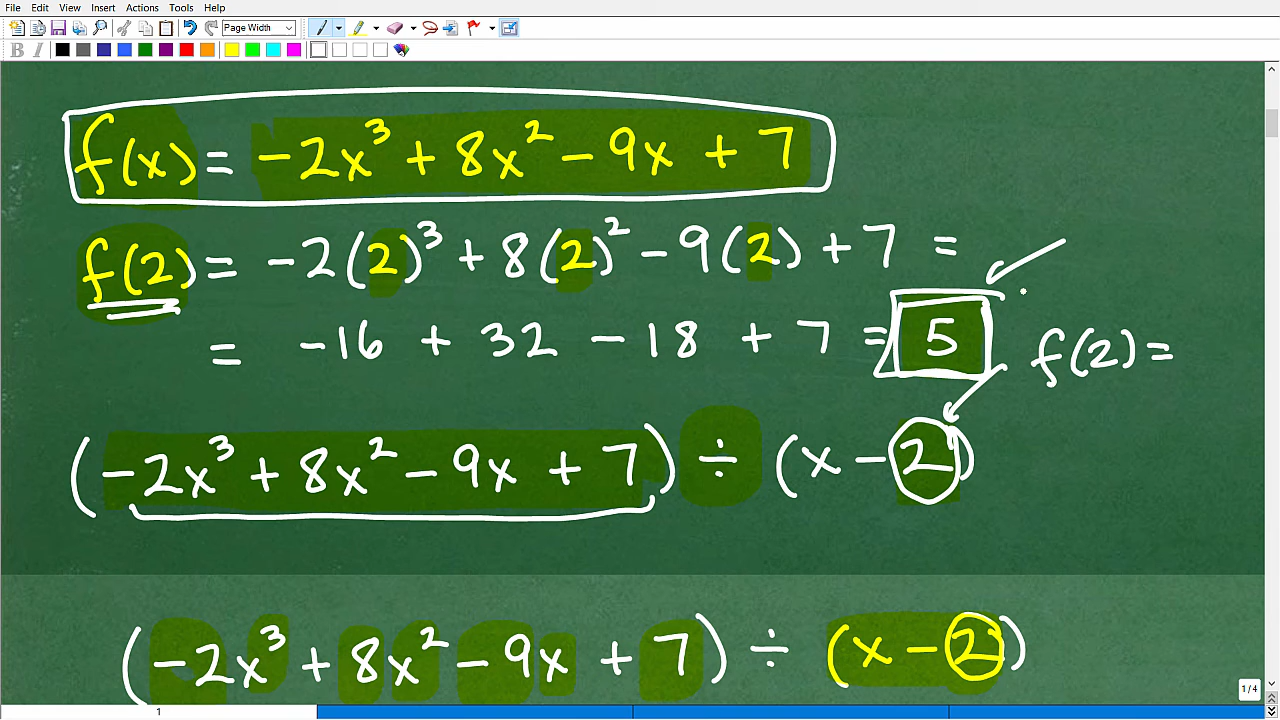 File Edit View Insert Actions Tools Help
Page Width
B I
f(x) = -2x³ + 8x² - 9x + 7
f(2) = -2(2)³ + 8(2)² - 9(2) + 7 =
= -16 + 32 - 18 + 7 = 5 f(2) =
(-2x³ + 8x² - 9x + 7) ÷ (x - 2)
(-2x³ + 8x² - 9x + 7) ÷ (x - 2)
1/4
1